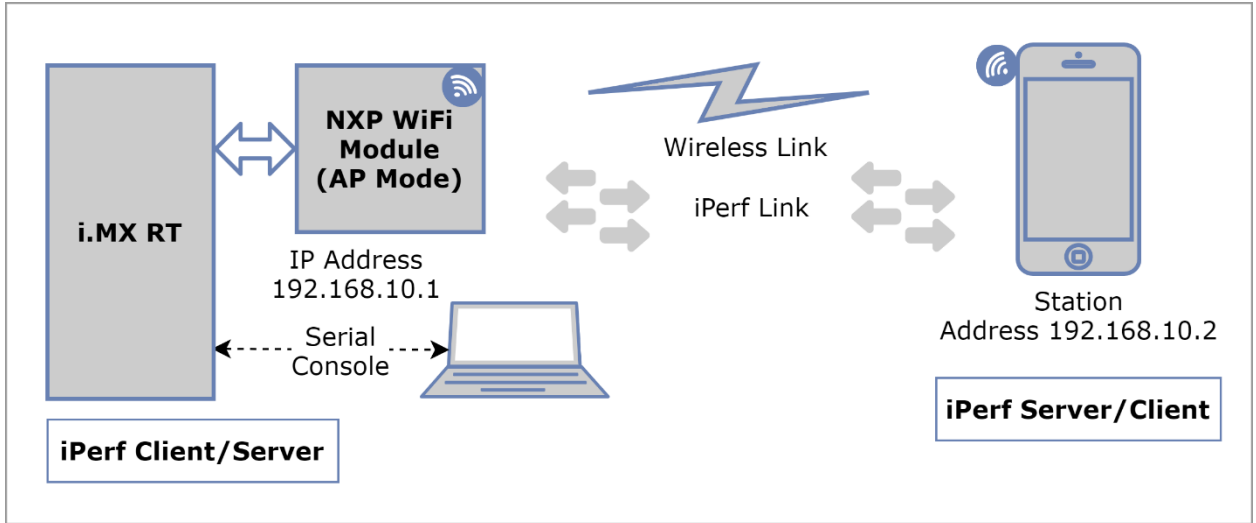 NXP WiFi
Module
(AP Mode)
i.MX RT
IP Address
192.168.10.1
Serial
Console
Wireless Link
iPerf Link
Station
Address 192.168.10.2
iPerf Client/Server
iPerf Server/Client